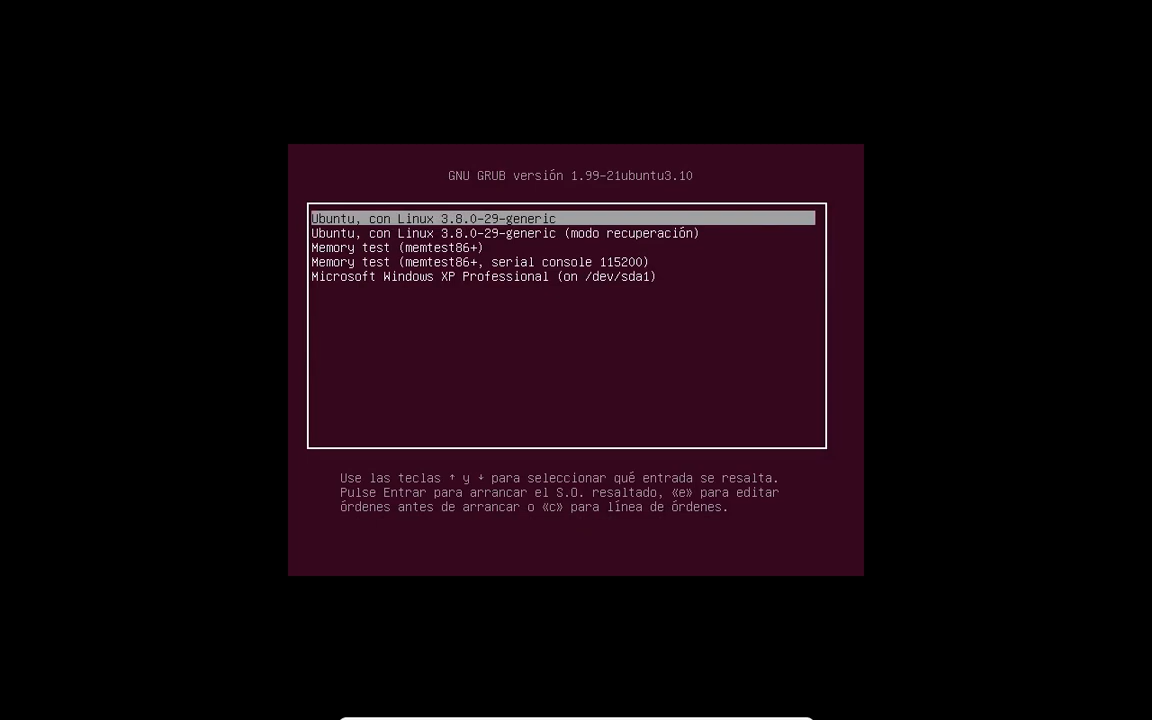 GNU GRUB versión 1.99-21ubuntu3.10
Ubuntu, con Linux 3.8.0-29-generic
Ubuntu, con Linux 3.8.0-29-generic (modo recuperación)
Memory test (memtest86+)
Memory test (memtest86+, serial console 115200)
Microsoft Windows XP Professional (on /dev/sda1)
Use las teclas ↑ y ↓ para seleccionar qué entrada se resalta.
Pulse Entrar para arrancar el S.O. resaltado, «e» para editar
órdenes antes de arrancar o «c» para línea de órdenes.